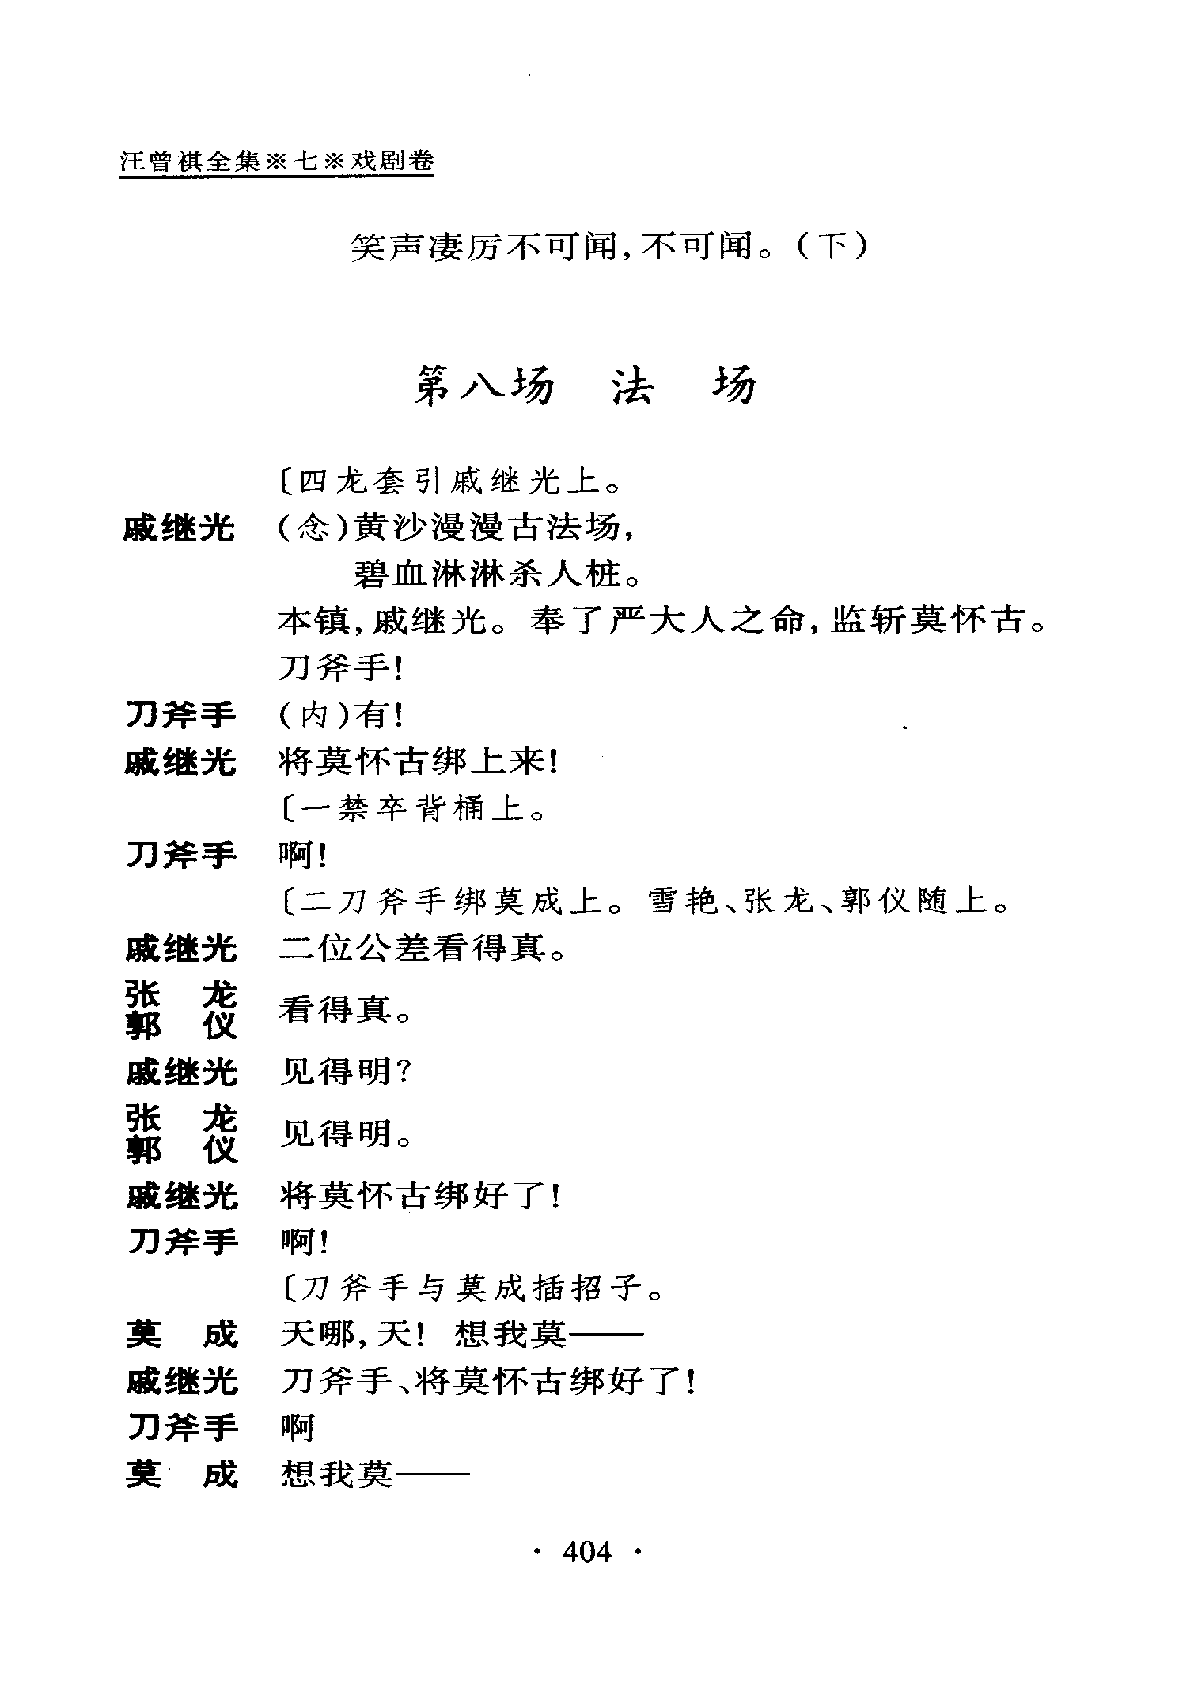 汪曾祺全集※七※戏剧卷
笑声凄厉不可闻,不可闻。(下)
第八场 法 场
〔四龙套引戚继光上。
戚继光 (念)黄沙漫漫古法场,
碧血淋淋杀人桩。
本镇,戚继光。奉了严大人之命,监斩莫怀古。
刀斧手!
刀斧手 (内)有!
戚继光 将莫怀古绑上来!
〔一禁卒背桶上。
刀斧手 啊!
〔二刀斧手绑莫成上。雪艳、张龙、郭仪随上。
戚继光 二位公差看得真。
张 龙
郭 仪 看得真。
戚继光 见得明?
张 龙
郭 仪 见得明。
戚继光 将莫怀古绑好了!
刀斧手 啊!
〔刀斧手与莫成插招子。
莫 成 天哪,天! 想我莫——
戚继光 刀斧手、将莫怀古绑好了!
刀斧手 啊
莫 成 想我莫——
· 404 ·